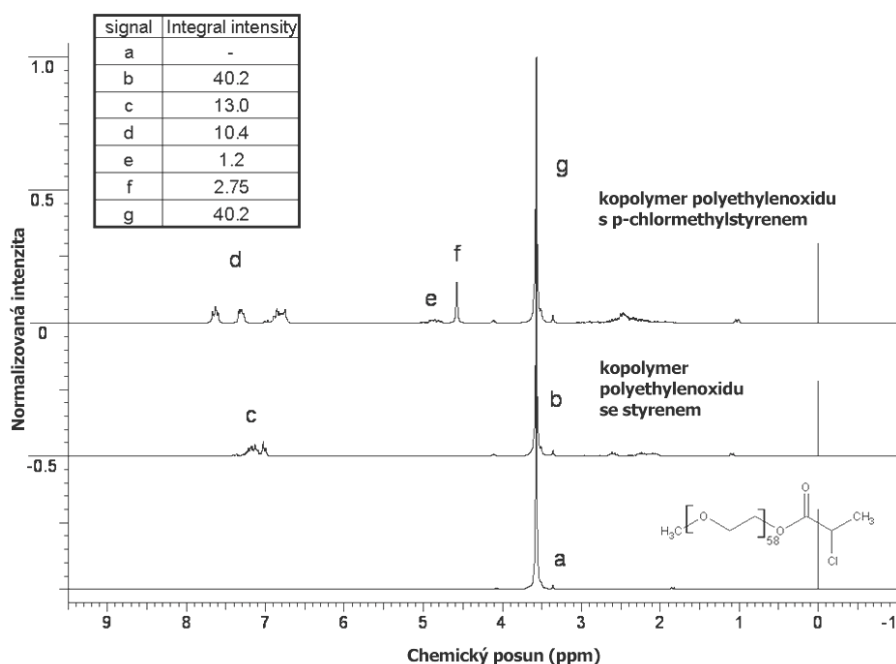 signal Integral intensity
a -
b 40.2
c 13.0
d 10.4
e 1.2
f 2.75
g 40.2
1.0
0.5
0
-0.5
Normalizovaná intenzita
g
kopolymer polyethylenoxidu
s p-chlormethylstyrenem
d
f
e
kopolymer
polyethylenoxidu
se styrenem
b
c
a
O
H₃C
O
58
O
CH₃
Cl
9 8 7 6 5 4 3 2 1 0 -1
Chemický posun (ppm)